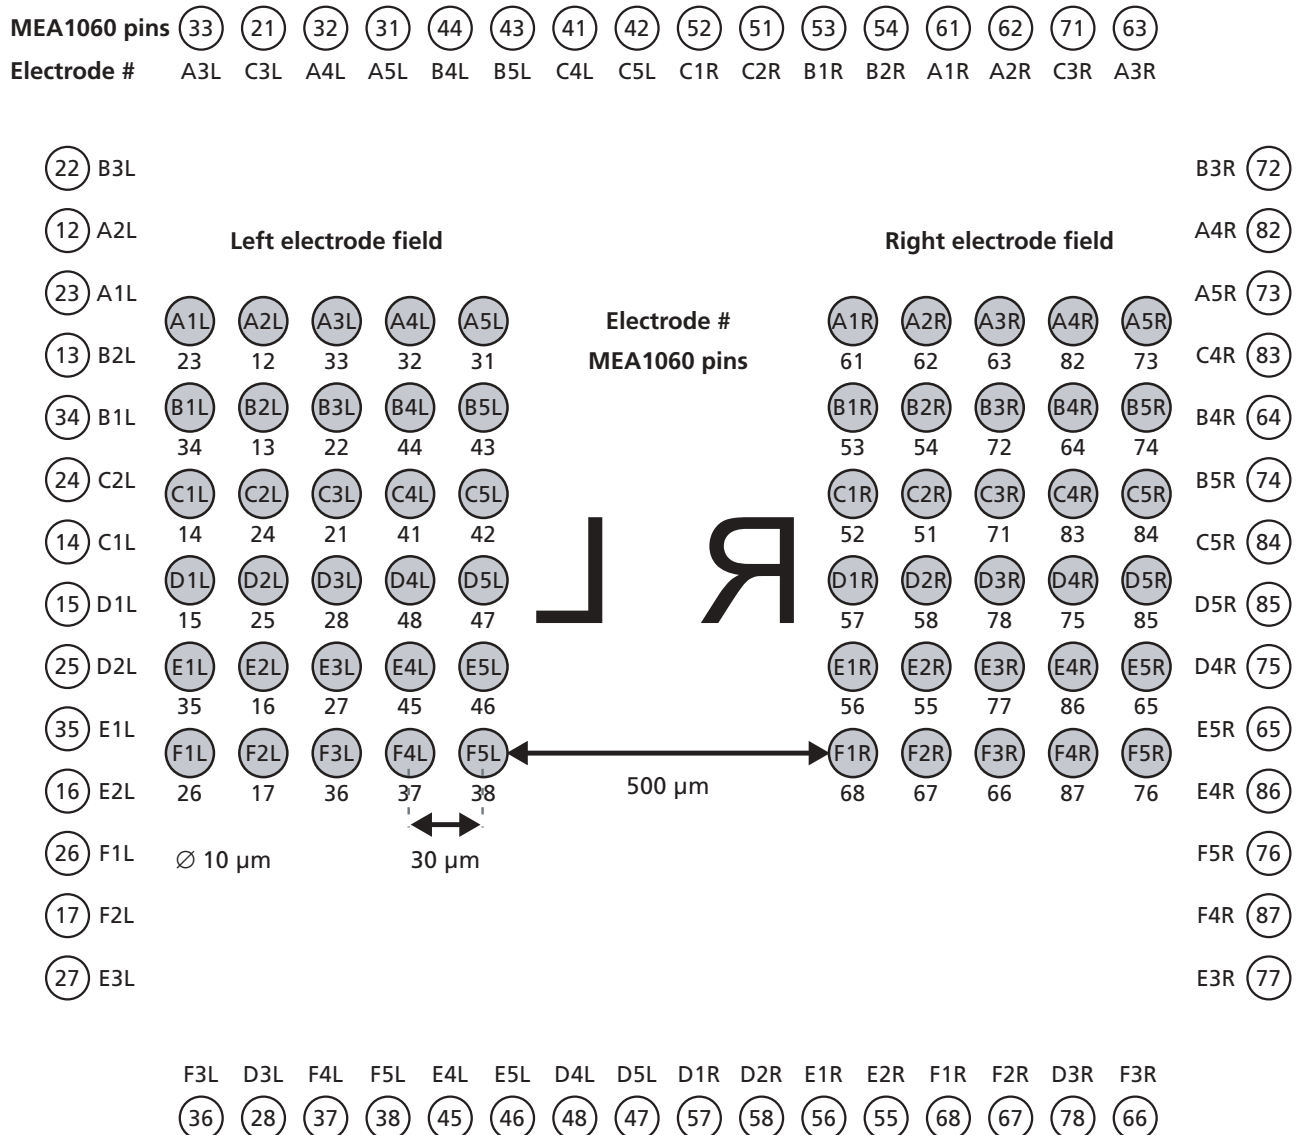 MEA1060 pins 33 21 32 31 44 43 41 42 52 51 53 54 61 62 71 63
Electrode # A3L C3L A4L A5L B4L B5L C4L C5L C1R C2R B1R B2R A1R A2R C3R A3R
22 B3L B3R 72
12 A2L A4R 82
Left electrode field Right electrode field
23 A1L A5R 73
A1L A2L A3L A4L A5L Electrode # A1R A2R A3R A4R A5R
13 B2L 23 12 33 32 31 MEA1060 pins 61 62 63 82 73 C4R 83
34 B1L B1L B2L B3L B4L B5L B1R B2R B3R B4R B5R B4R 64
34 13 22 44 43 53 54 72 64 74
24 C2L C1L C2L C3L C4L C5L C1R C2R C3R C4R C5R B5R 74
14 C1L 14 24 21 41 42 52 51 71 83 84 C5R 84
L R
D1L D2L D3L D4L D5L D1R D2R D3R D4R D5R
15 D1L 15 25 28 48 47 57 58 78 75 85 D5R 85
25 D2L E1L E2L E3L E4L E5L E1R E2R E3R E4R E5R D4R 75
35 16 27 45 46 56 55 77 86 65
35 E1L E5R 65
F1L F2L F3L F4L F5L F1R F2R F3R F4R F5R
16 E2L 26 17 36 37 38 500 µm 68 67 66 87 76 E4R 86
26 F1L ∅ 10 µm 30 µm F5R 76
17 F2L F4R 87
27 E3L E3R 77
F3L D3L F4L F5L E4L E5L D4L D5L D1R D2R E1R E2R F1R F2R D3R F3R
36 28 37 38 45 46 48 47 57 58 56 55 68 67 78 66